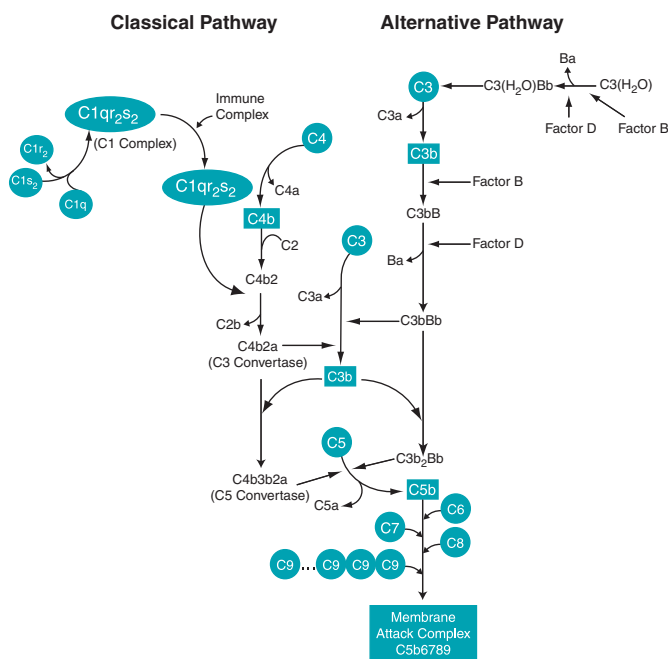 Classical Pathway
Alternative Pathway
Ba
C3
C3(H₂O)Bb
C3(H₂O)
C3a
Factor D
Factor B
C1qr₂s₂
(C1 Complex)
Immune
Complex
C1r₂
C1s₂
C1q
C4
C3b
C1qr₂s₂
C4a
Factor B
C4b
C3bB
C2
C3
Factor D
Ba
C4b2
C3a
C2b
C3bBb
C4b2a
(C3 Convertase)
C3b
C5
C3b₂Bb
C4b3b2a
(C5 Convertase)
C5b
C5a
C6
C7
C8
C9....C9 C9 C9
Membrane
Attack Complex
C5b6789